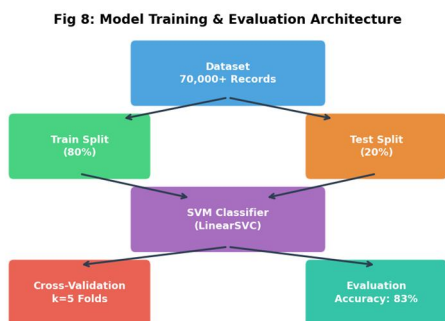 Fig 8: Model Training & Evaluation Architecture
Dataset
70,000+ Records
Train Split
(80%)
Test Split
(20%)
SVM Classifier
(LinearSVC)
Cross-Validation
k=5 Folds
Evaluation
Accuracy: 83%